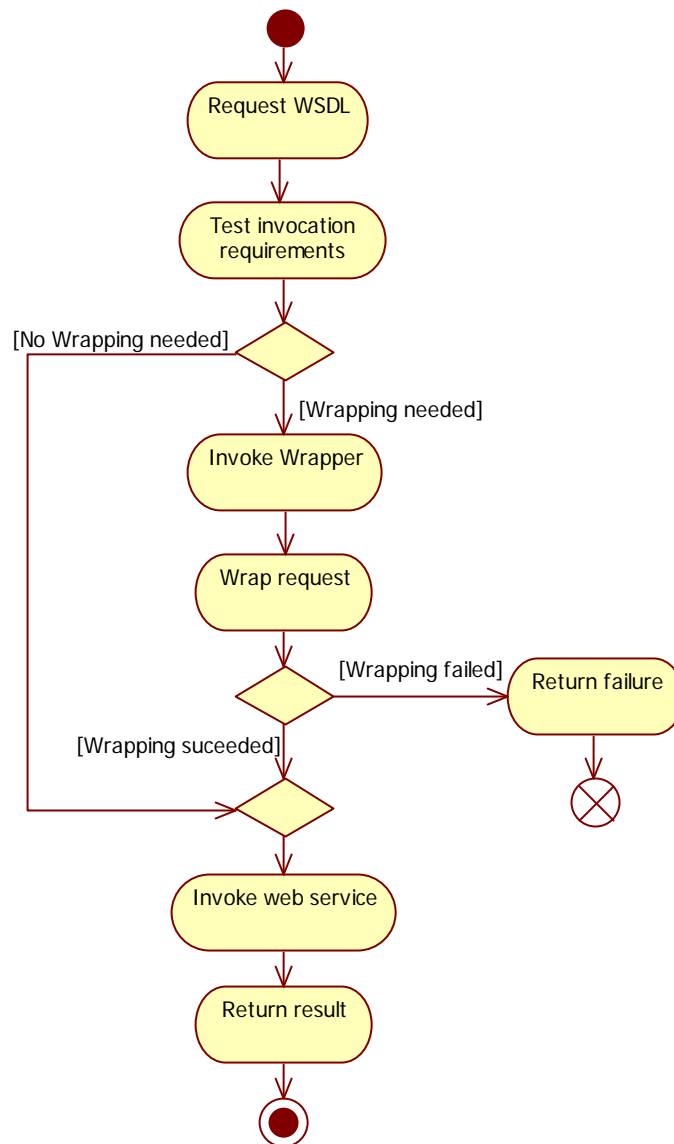 Request WSDL
Test invocation
requirements
[No Wrapping needed]
[Wrapping needed]
Invoke Wrapper
Wrap request
[Wrapping failed]
Return failure
[Wrapping suceeded]
Invoke web service
Return result